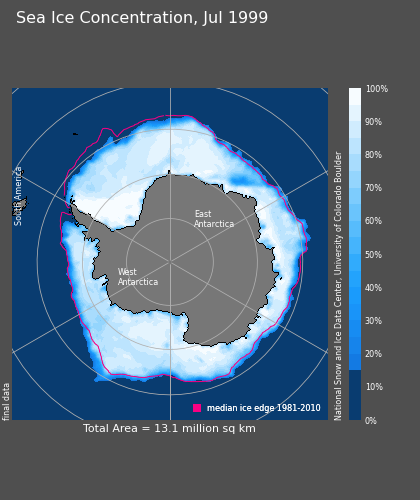 Sea Ice Concentration, Jul 1999
100%
90%
80%
70%
60%
50%
40%
30%
20%
10%
0%
National Snow and Ice Data Center, University of Colorado Boulder
South America
East
Antarctica
West
Antarctica
final data
median ice edge 1981-2010
Total Area = 13.1 million sq km